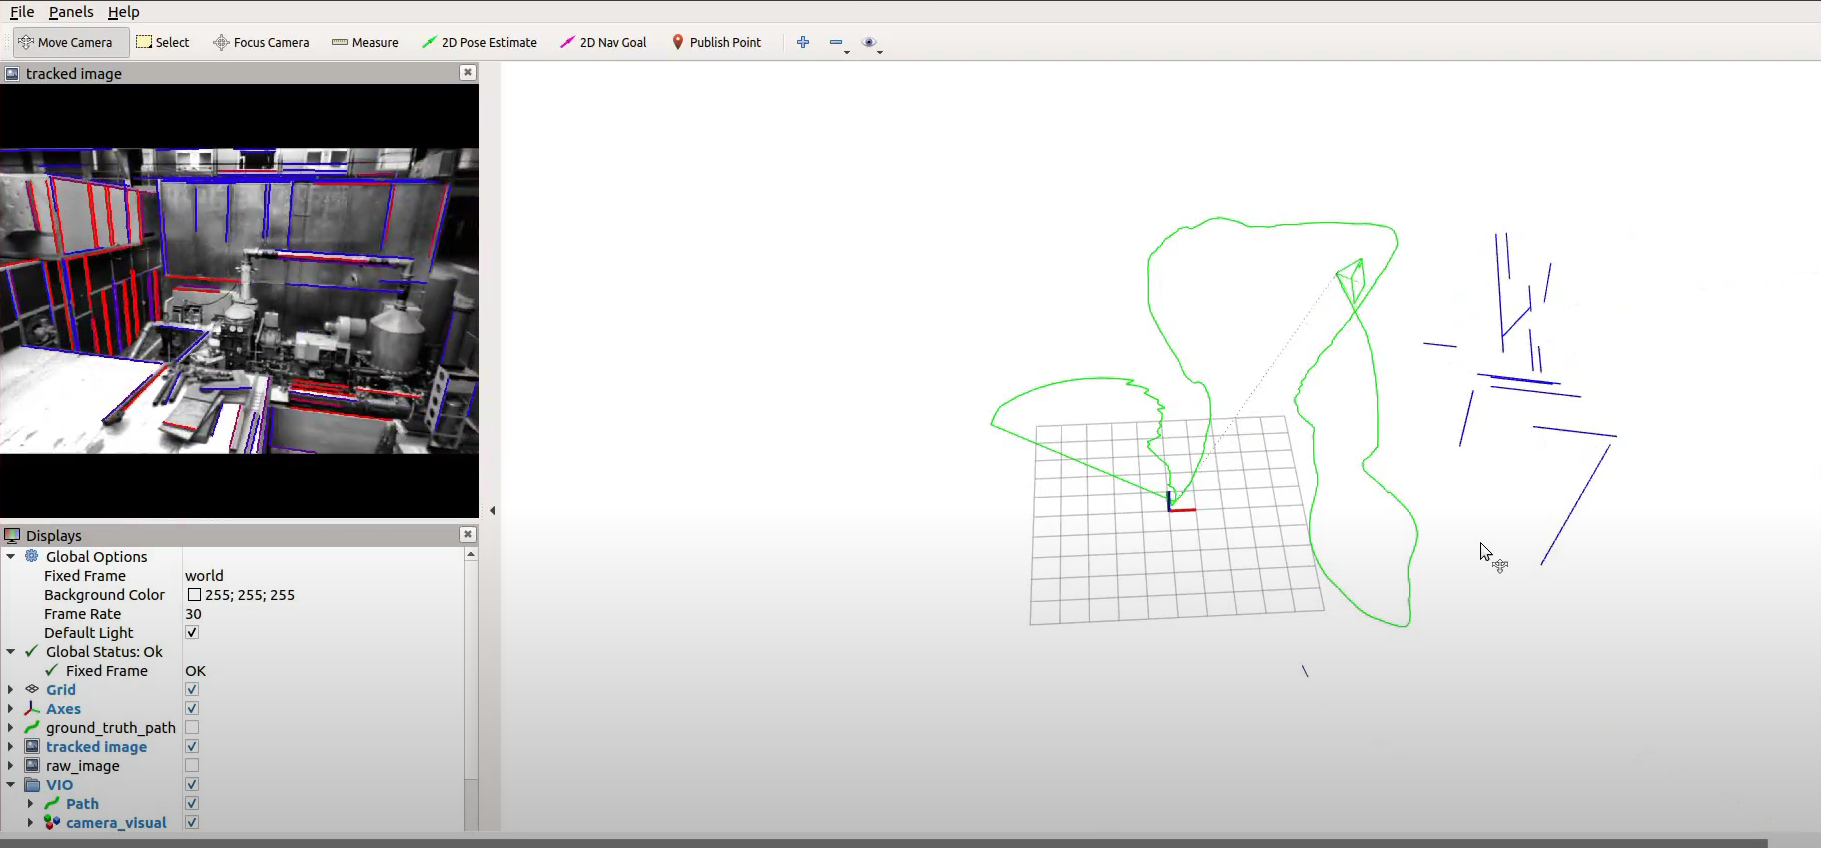 File Panels Help
Move Camera Select Focus Camera Measure 2D Pose Estimate 2D Nav Goal Publish Point
tracked image
Displays
Global Options
Fixed Frame world
Background Color 255; 255; 255
Frame Rate 30
Default Light
Global Status: Ok
Fixed Frame OK
Grid
Axes
ground_truth_path
tracked image
raw_image
VIO
Path
camera_visual